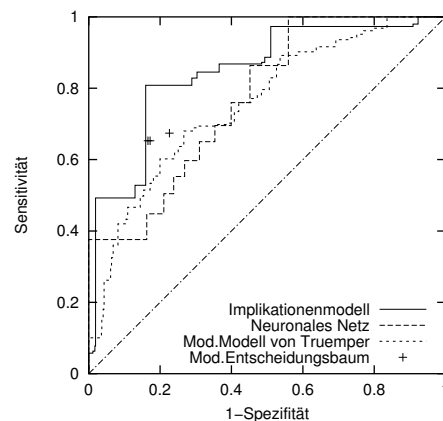 1
0.8
0.6
0.4
0.2
0
Sensitivität
Implikationenmodell
Neuronales Netz
Mod.Modell von Truemper
Mod.Entscheidungsbaum
0 0.2 0.4 0.6 0.8 1
1−Spezifität